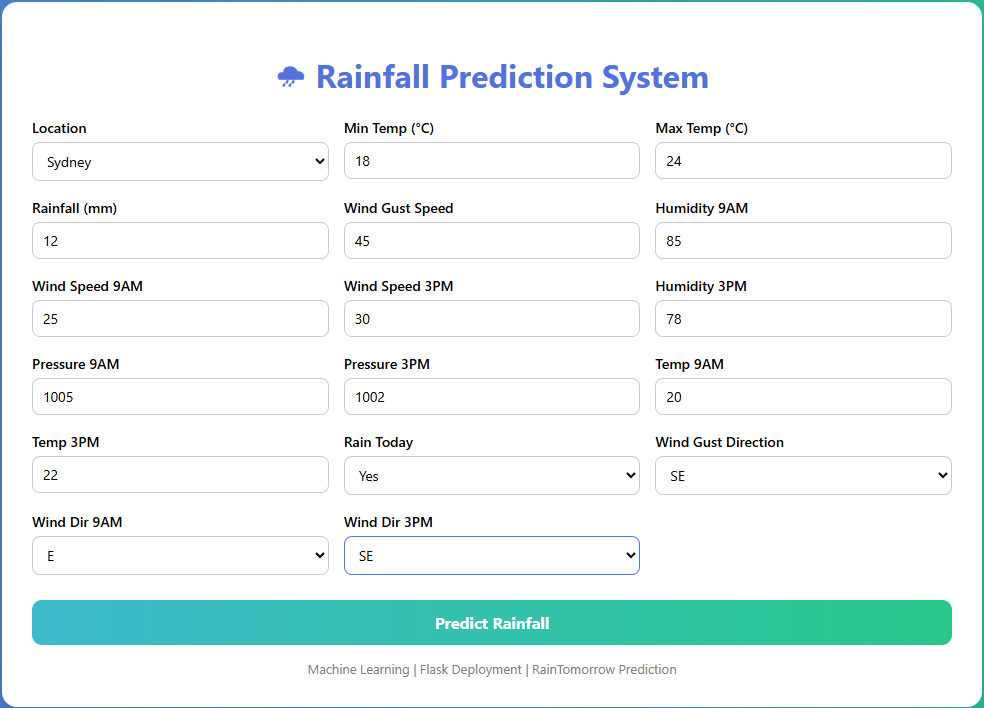 Rainfall Prediction System
Location Min Temp (°C) Max Temp (°C)
Sydney 18 24
Rainfall (mm) Wind Gust Speed Humidity 9AM
12 45 85
Wind Speed 9AM Wind Speed 3PM Humidity 3PM
25 30 78
Pressure 9AM Pressure 3PM Temp 9AM
1005 1002 20
Temp 3PM Rain Today Wind Gust Direction
22 Yes SE
Wind Dir 9AM Wind Dir 3PM
E SE
Predict Rainfall
Machine Learning | Flask Deployment | RainTomorrow Prediction